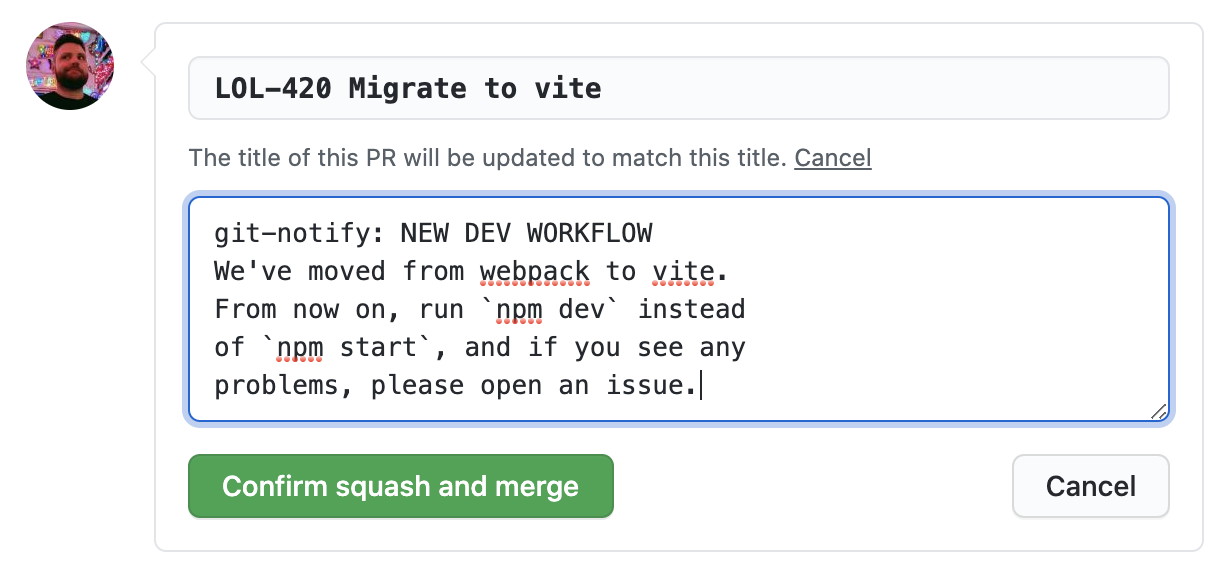 LOL-420 Migrate to vite
The title of this PR will be updated to match this title. Cancel
git-notify: NEW DEV WORKFLOW
We've moved from webpack to vite.
From now on, run `npm dev` instead
of `npm start`, and if you see any
problems, please open an issue.
Confirm squash and merge
Cancel